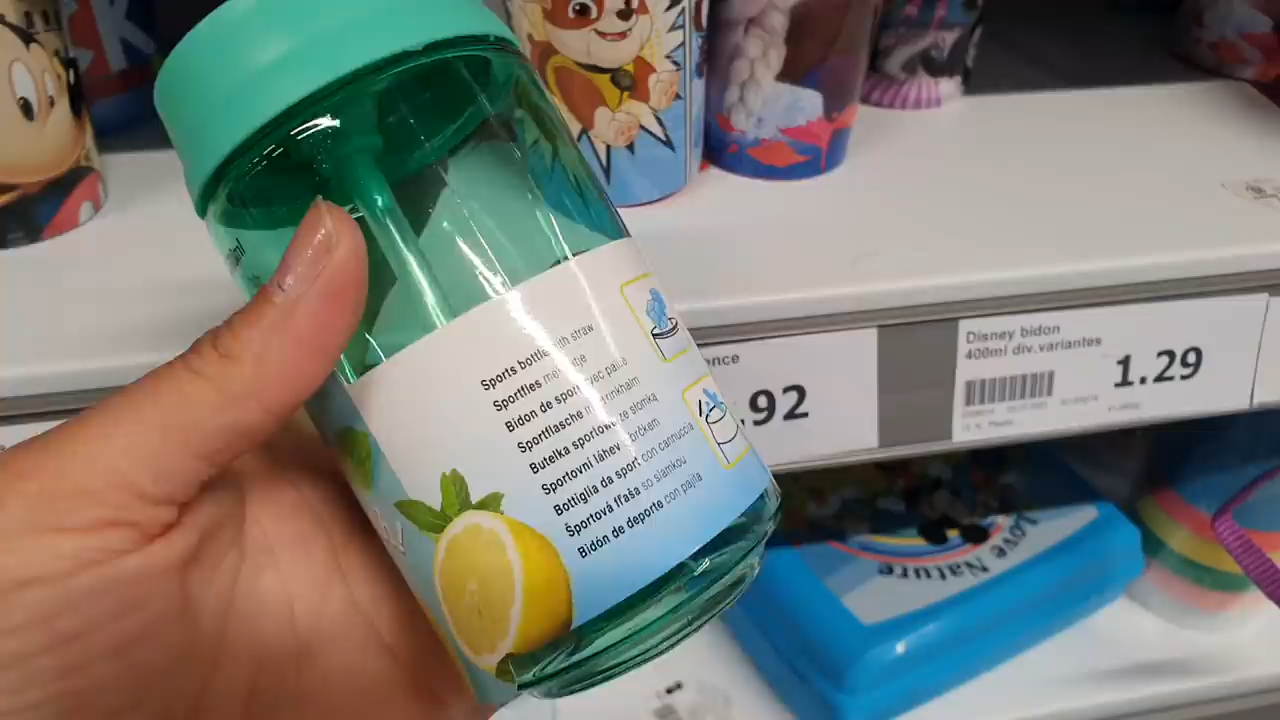 Sports bottle with straw
Sportfles met rietje
Bidon de sport avec paille
Sportflasche mit Trinkhalm
Butelka sportowa ze słomką
Sportovní láhev s brčkem
Bottiglia da sport con cannuccia
Športová fľaša so slamkou
Bidón de deporte con pajita
ml
.92
Disney bidon
400ml div.variantes
1.29
Love Nature